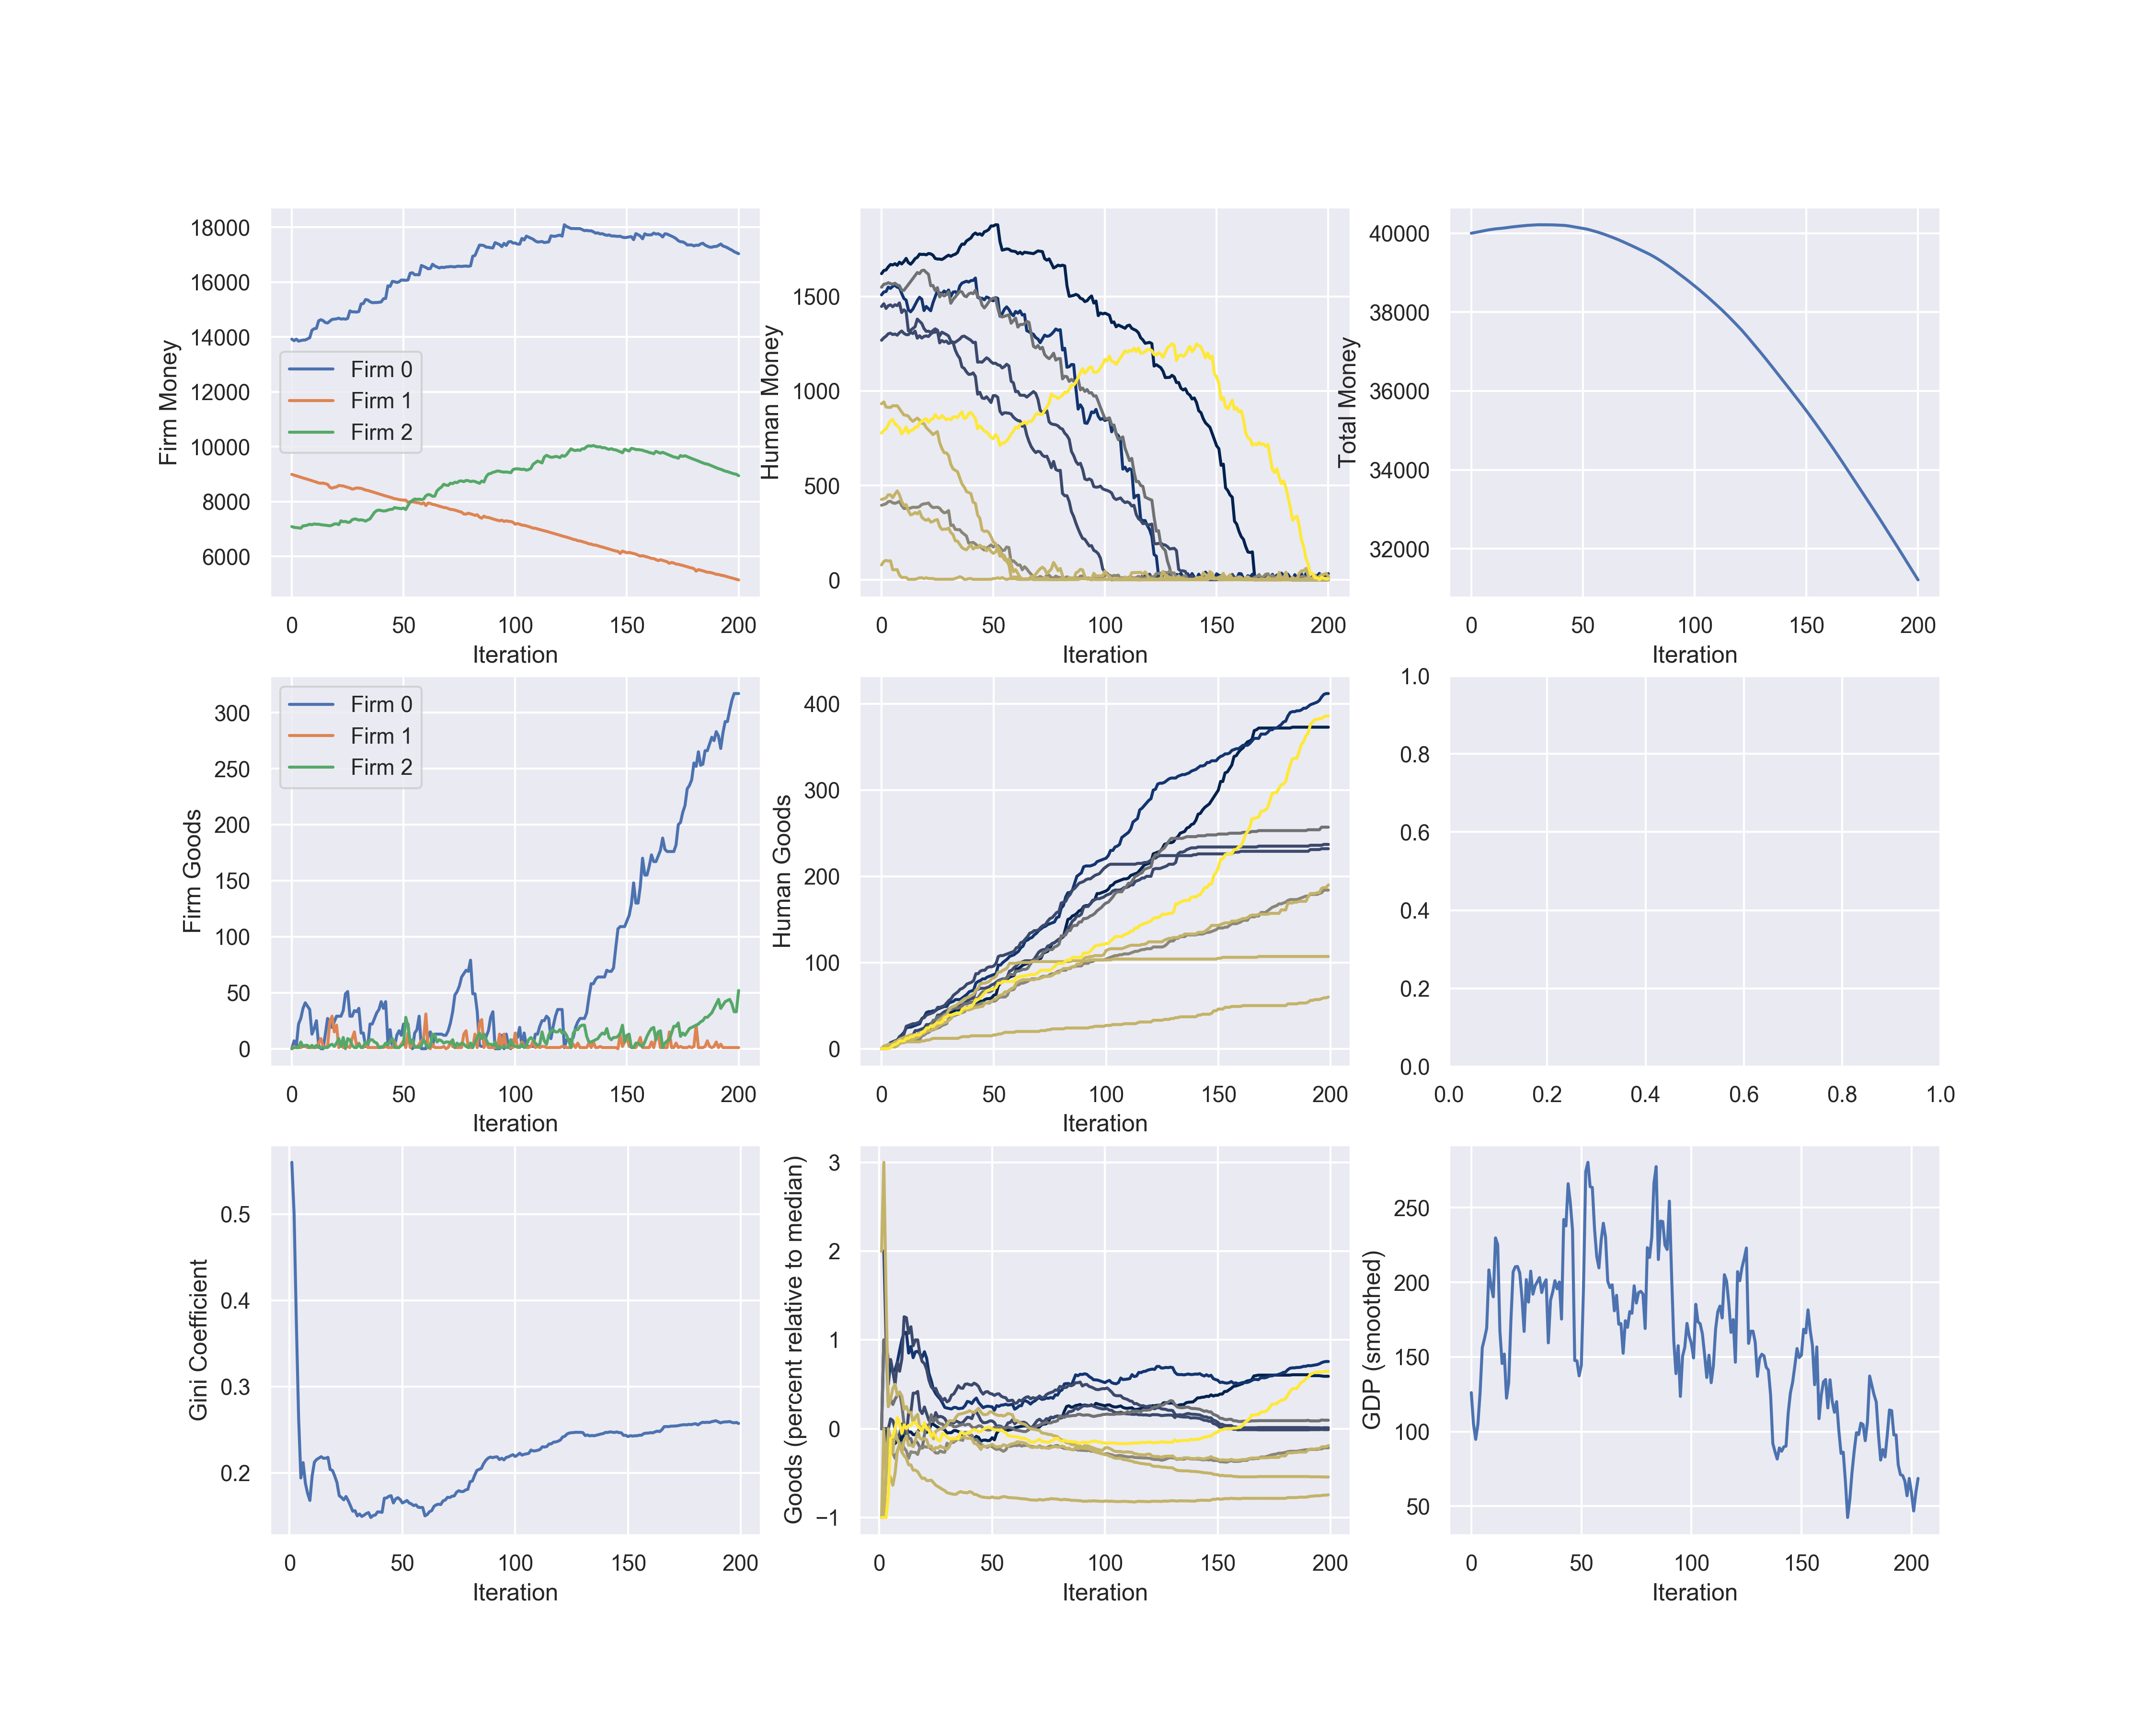 18000
16000
14000
12000
10000
8000
6000
Firm Money
Firm 0
Firm 1
Firm 2
0 50 100 150 200
Iteration
1500
1000
500
0
Human Money
0 50 100 150 200
Iteration
40000
38000
36000
34000
32000
Total Money
0 50 100 150 200
Iteration
300
250
200
150
100
50
0
Firm Goods
Firm 0
Firm 1
Firm 2
0 50 100 150 200
Iteration
400
300
200
100
0
Human Goods
0 50 100 150 200
Iteration
1.0
0.8
0.6
0.4
0.2
0.0
0.0 0.2 0.4 0.6 0.8 1.0
0.5
0.4
0.3
0.2
Gini Coefficient
0 50 100 150 200
Iteration
3
2
1
0
−1
Goods (percent relative to median)
0 50 100 150 200
Iteration
250
200
150
100
50
GDP (smoothed)
0 50 100 150 200
Iteration